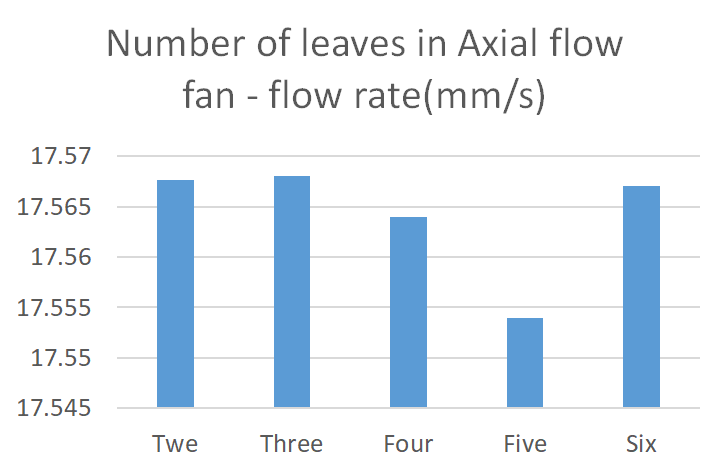 Number of leaves in Axial flow
fan - flow rate(mm/s)
17.57
17.565
17.56
17.555
17.55
17.545
Twe Three Four Five Six